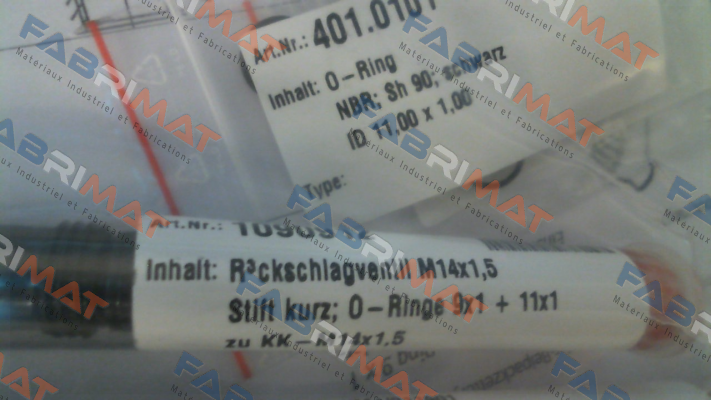 Art.Nr.: 401.0101
Inhalt: O-Ring
NBR; Sh 90; schwarz
ID 11,00 x 1,00
Type:
Art.Nr.:
Inhalt: R³ckschlagventil M14x1,5
Stift kurz; O-Ringe 9x1 + 11x1
zu KK-M14x1.5
FABRIMAT
Materiaux Industriel et Fabrications